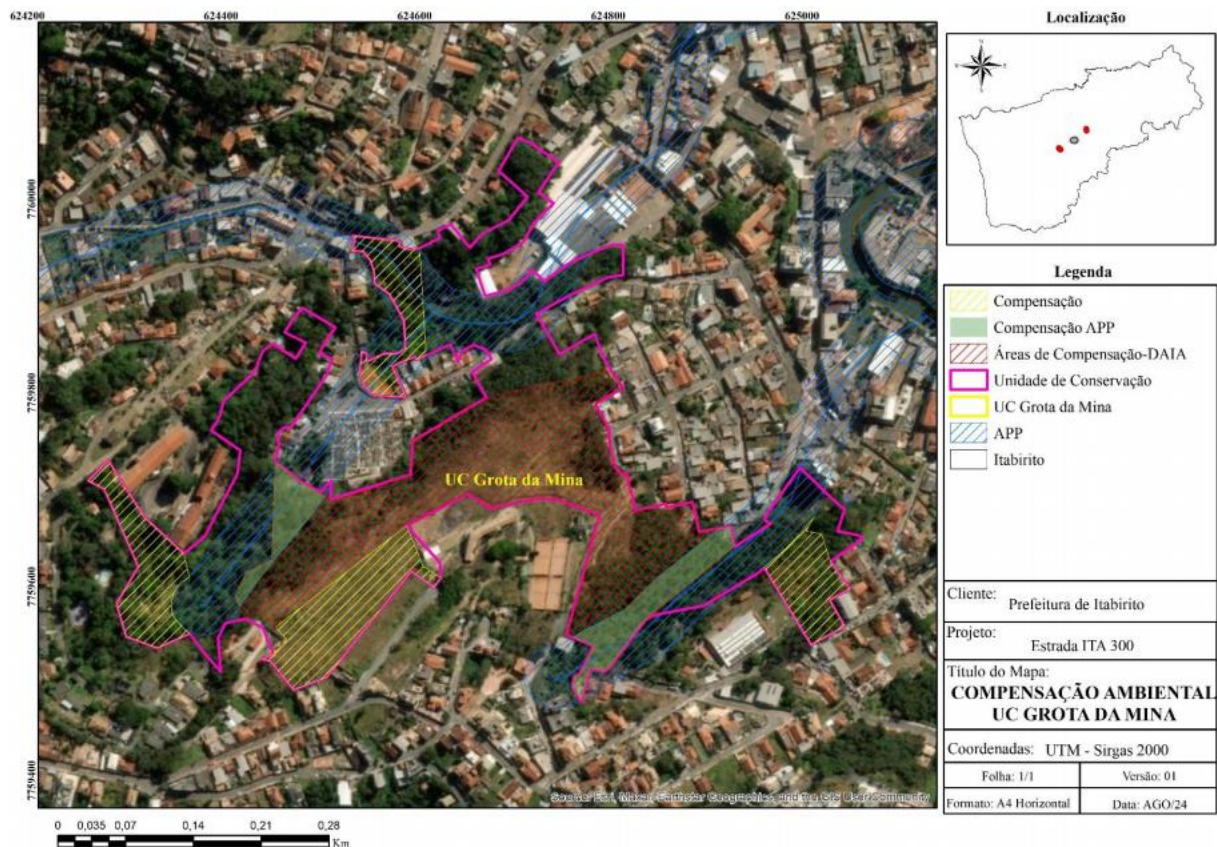 624200
624400
624600
624800
625000
7760000
7759800
7759600
7759400
UC Grota da Mina
Source: Esri, Maxar, Earthstar Geographics, and the GIS User Community
0 0,035 0,07 0,14 0,21 0,28
Km
Localização
Legenda
Compensação
Compensação APP
Áreas de Compensação-DAIA
Unidade de Conservação
UC Grota da Mina
APP
Itabirito
Cliente:
Prefeitura de Itabirito
Projeto:
Estrada ITA 300
Título do Mapa:
COMPENSAÇÃO AMBIENTAL
UC GROTA DA MINA
Coordenadas: UTM - Sirgas 2000
Folha: 1/1
Versão: 01
Formato: A4 Horizontal
Data: AGO/24